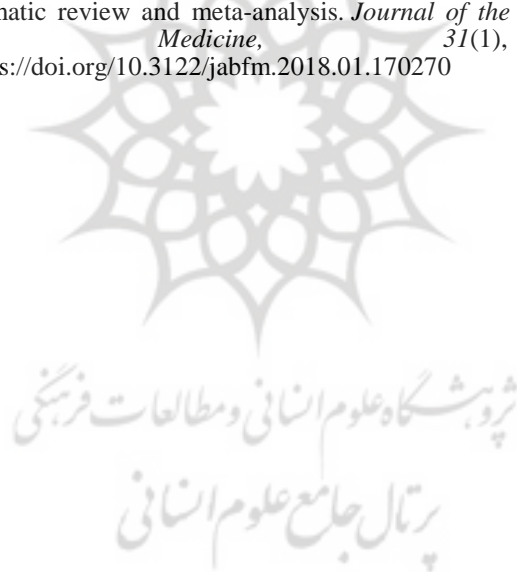 matic review and meta-analysis. Journal of the
Medicine, 31(1),
s://doi.org/10.3122/jabfm.2018.01.170270
پژوهشگاه علوم انسانی و مطالعات فرهنگی
پرتال جامع علوم انسانی